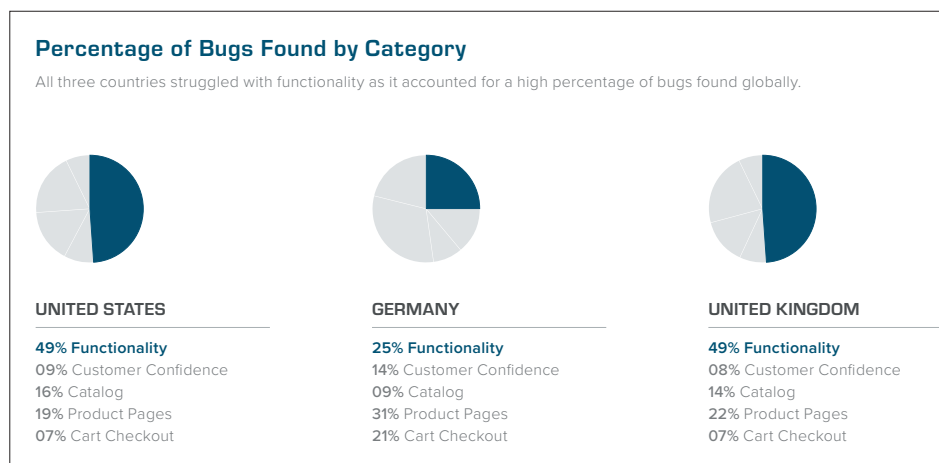 Percentage of Bugs Found by Category
All three countries struggled with functionality as it accounted for a high percentage of bugs found globally.
UNITED STATES
49% Functionality
09% Customer Confidence
16% Catalog
19% Product Pages
07% Cart Checkout
GERMANY
25% Functionality
14% Customer Confidence
09% Catalog
31% Product Pages
21% Cart Checkout
UNITED KINGDOM
49% Functionality
08% Customer Confidence
14% Catalog
22% Product Pages
07% Cart Checkout